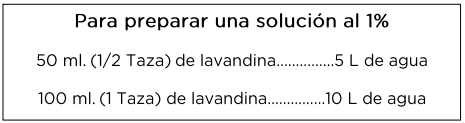 Para preparar una solución al 1%
50 ml. (1/2 Taza) de lavandina...............5 L de agua
100 ml. (1 Taza) de lavandina...............10 L de agua